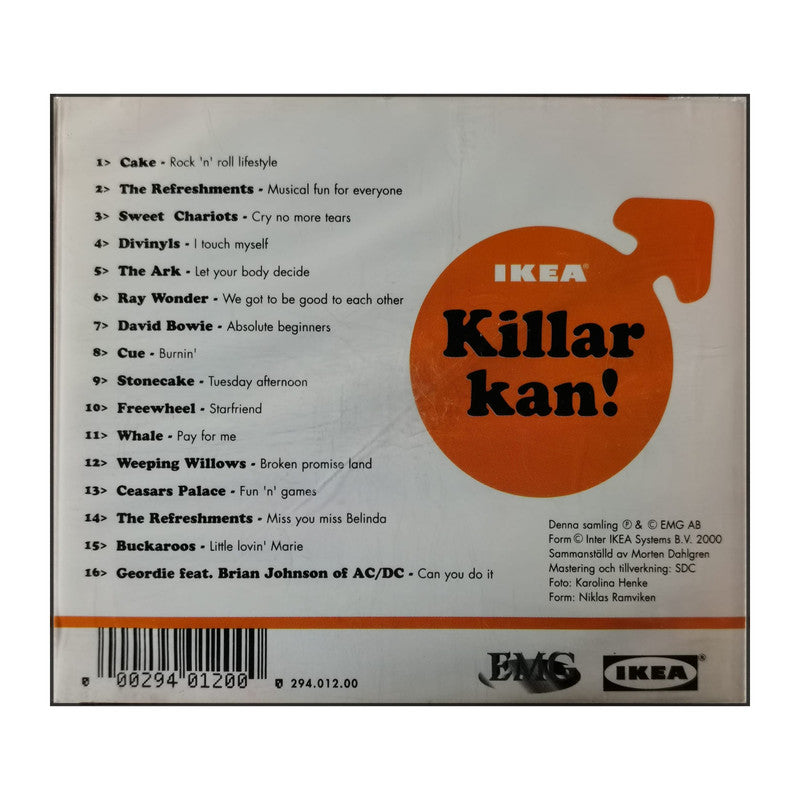 1> Cake - Rock 'n' roll lifestyle
2> The Refreshments - Musical fun for everyone
3> Sweet Chariots - Cry no more tears
4> Divinyls - I touch myself
5> The Ark - Let your body decide
6> Ray Wonder - We got to be good to each other
7> David Bowie - Absolute beginners
8> Cue - Burnin'
9> Stonecake - Tuesday afternoon
10> Freewheel - Starfriend
11> Whale - Pay for me
12> Weeping Willows - Broken promise land
13> Ceasars Palace - Fun 'n' games
14> The Refreshments - Miss you miss Belinda
15> Buckaroos - Little lovin' Marie
16> Geordie feat. Brian Johnson of AC/DC - Can you do it
IKEA®
Killar
kan!
Denna samling ℗ & © EMG AB
Form © Inter IKEA Systems B.V. 2000
Sammanställd av Morten Dahlgren
Mastering och tillverkning: SDC
Foto: Karolina Henke
Form: Niklas Ramviken
00294 01200
294.012.00
EMG
IKEA®